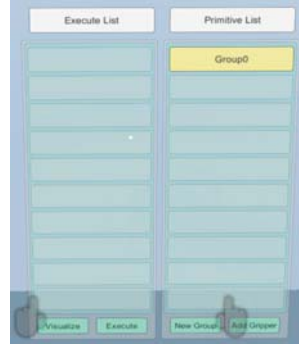 Execute List
Primitive List
Group0
Visualize
Execute
New Group
Add Gripper